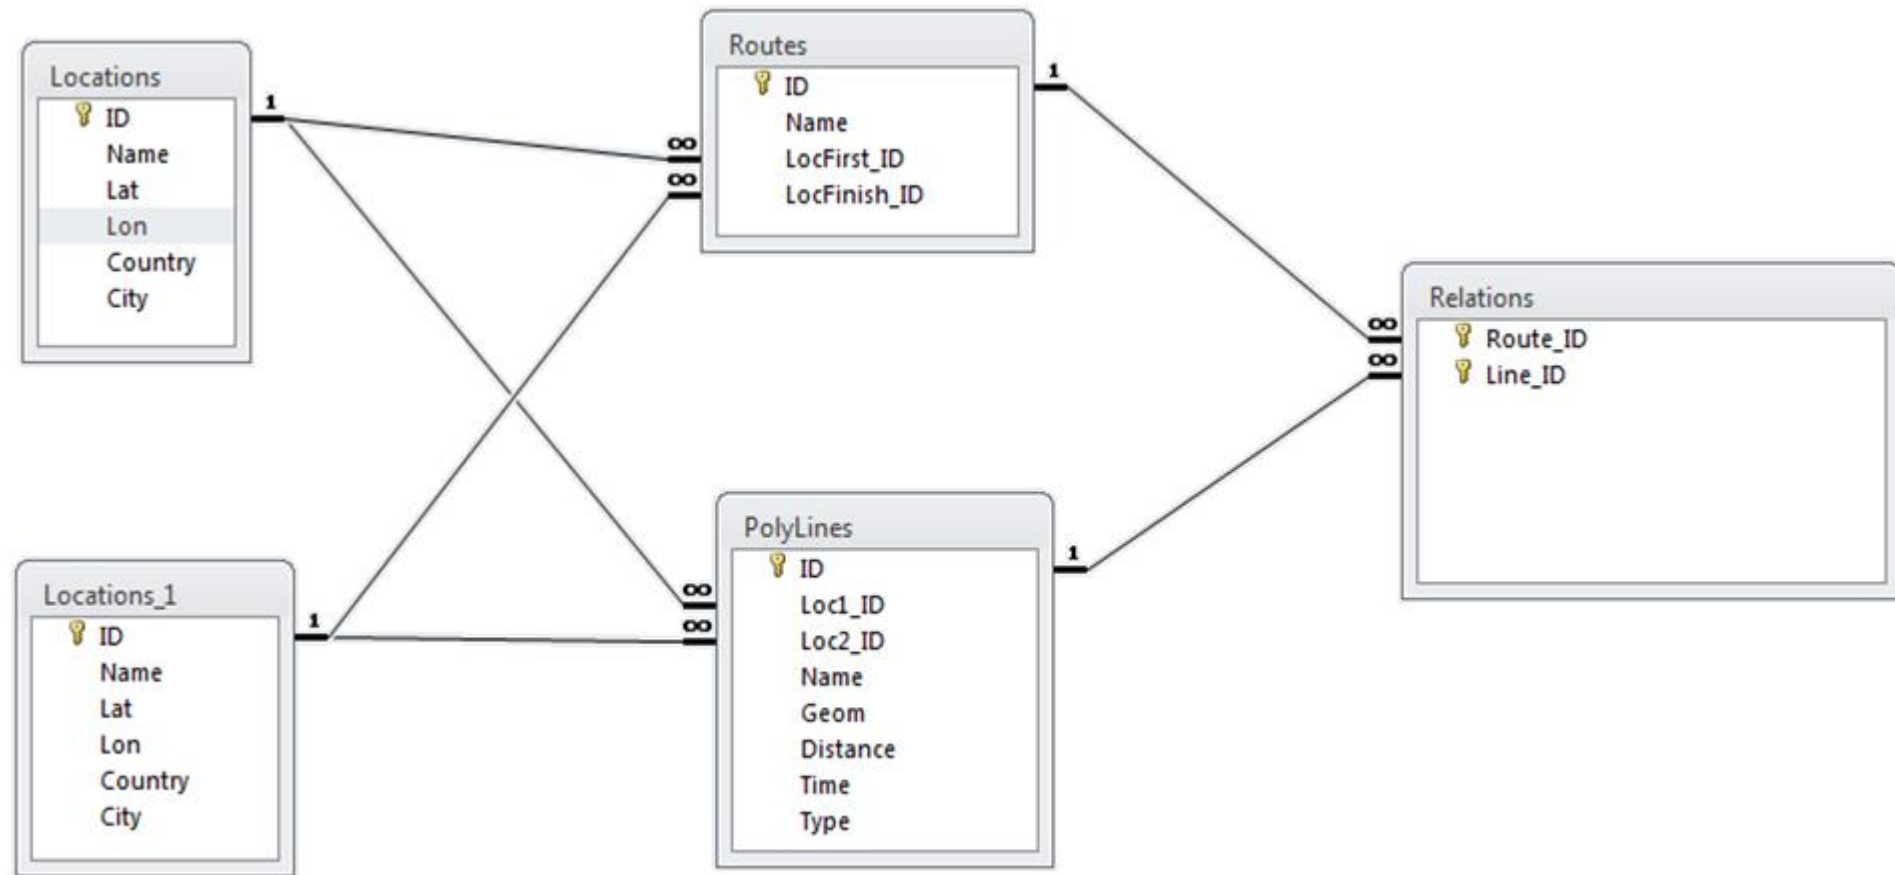 Locations
ID
Name
Lat
Lon
Country
City
1
Routes
ID
Name
LocFirst_ID
LocFinish_ID
∞
∞
1
Relations
Route_ID
Line_ID
∞
∞
Locations_1
ID
Name
Lat
Lon
Country
City
1
PolyLines
ID
Loc1_ID
Loc2_ID
Name
Geom
Distance
Time
Type
∞
∞
1